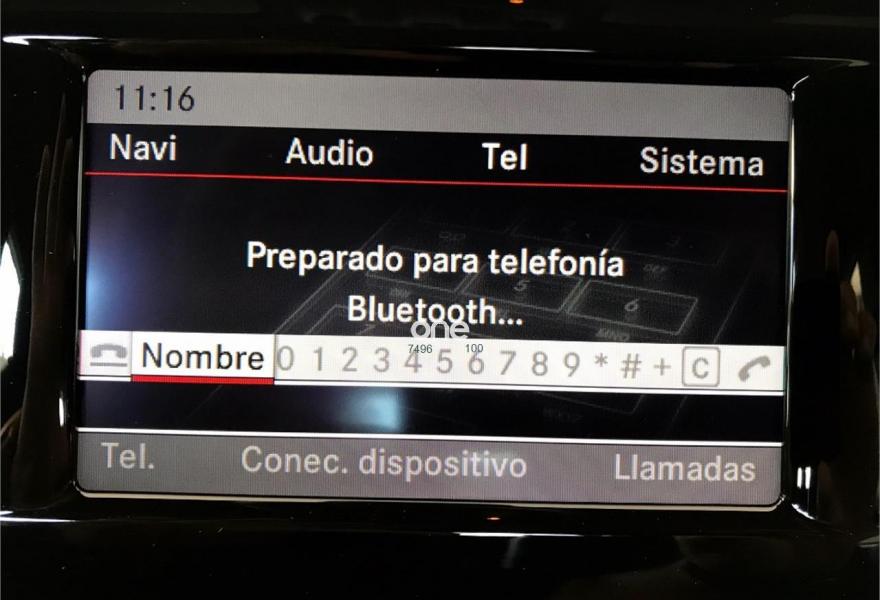 11:16
Navi Audio Tel Sistema
Preparado para telefonía
Bluetooth...
one
7496 100
Nombre 0 1 2 3 4 5 6 7 8 9 * # + C
Tel. Conec. dispositivo Llamadas